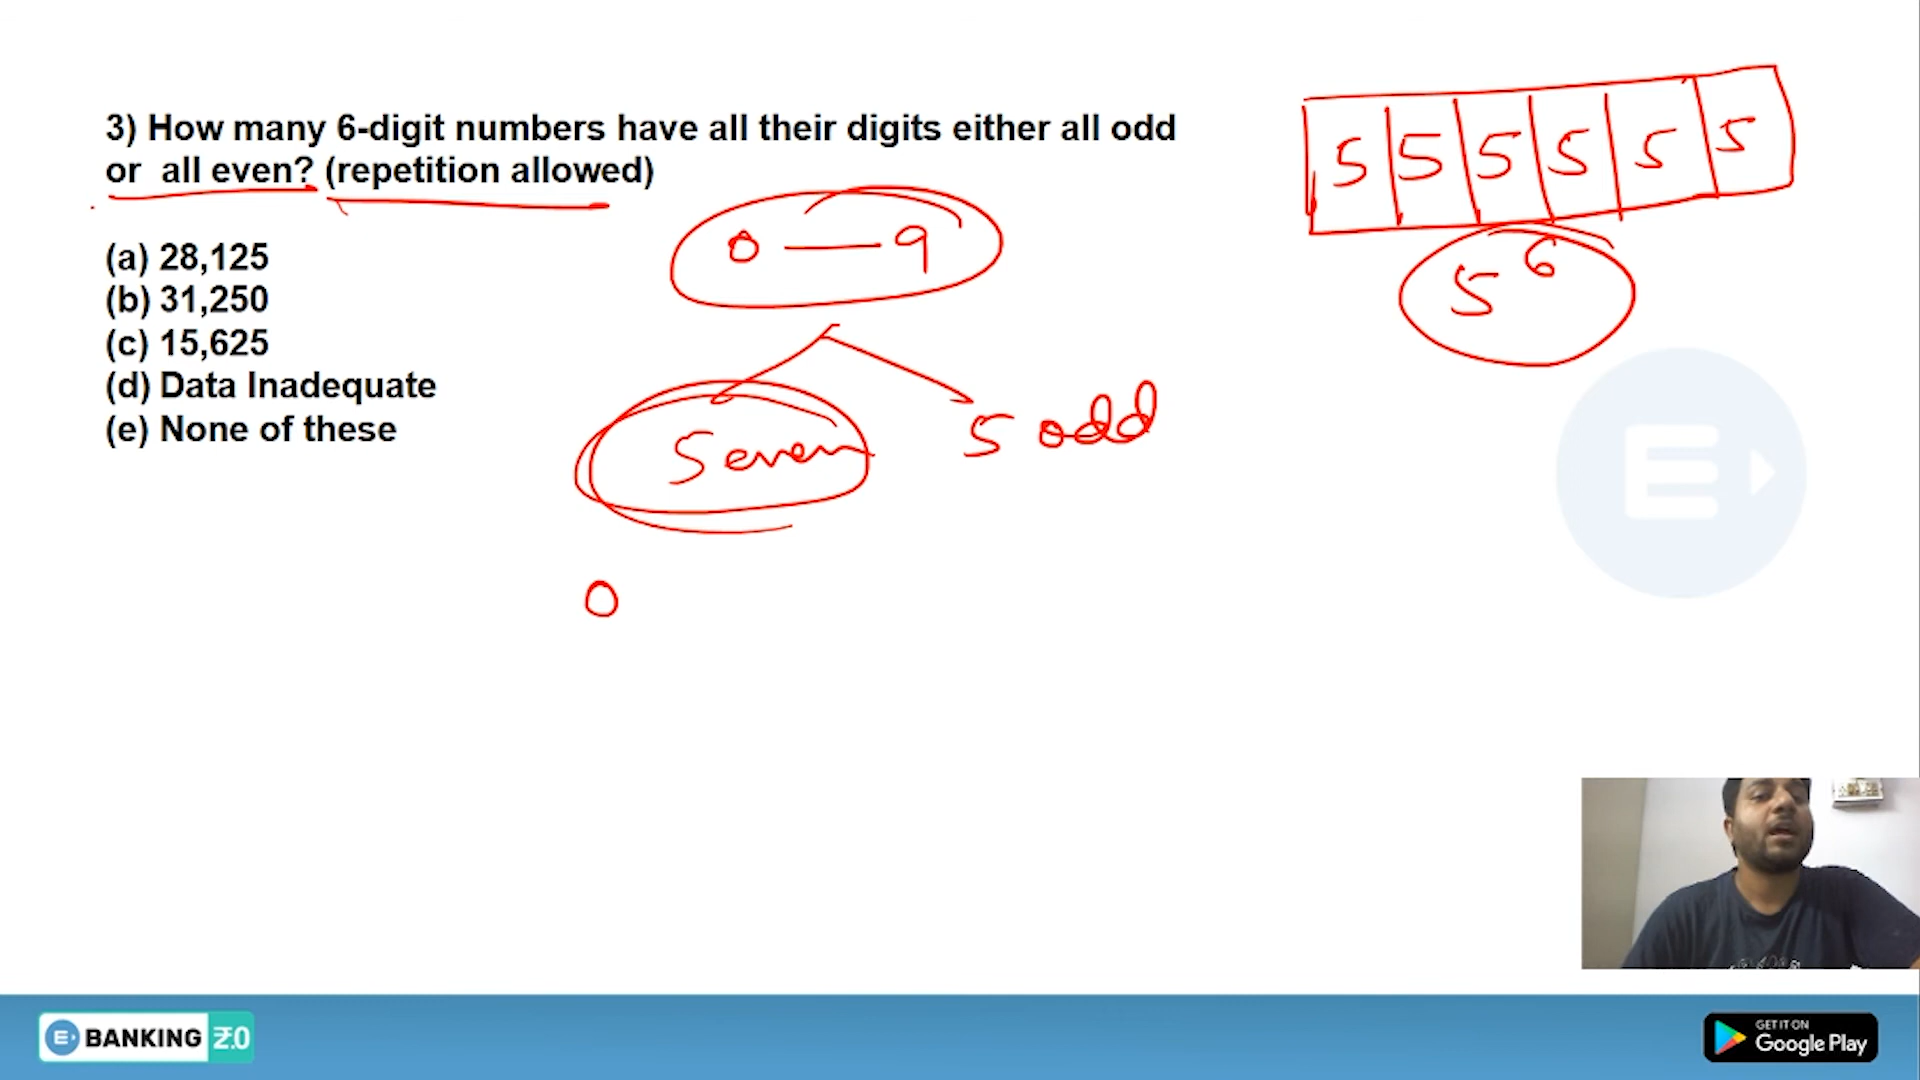 3) How many 6-digit numbers have all their digits either all odd
or all even? (repetition allowed)
(a) 28,125
(b) 31,250
(c) 15,625
(d) Data Inadequate
(e) None of these
0 — 9
5 even
5 odd
0
5 5 5 5 5 5
5^6
E
E BANKING 2.0
GET IT ON
Google Play